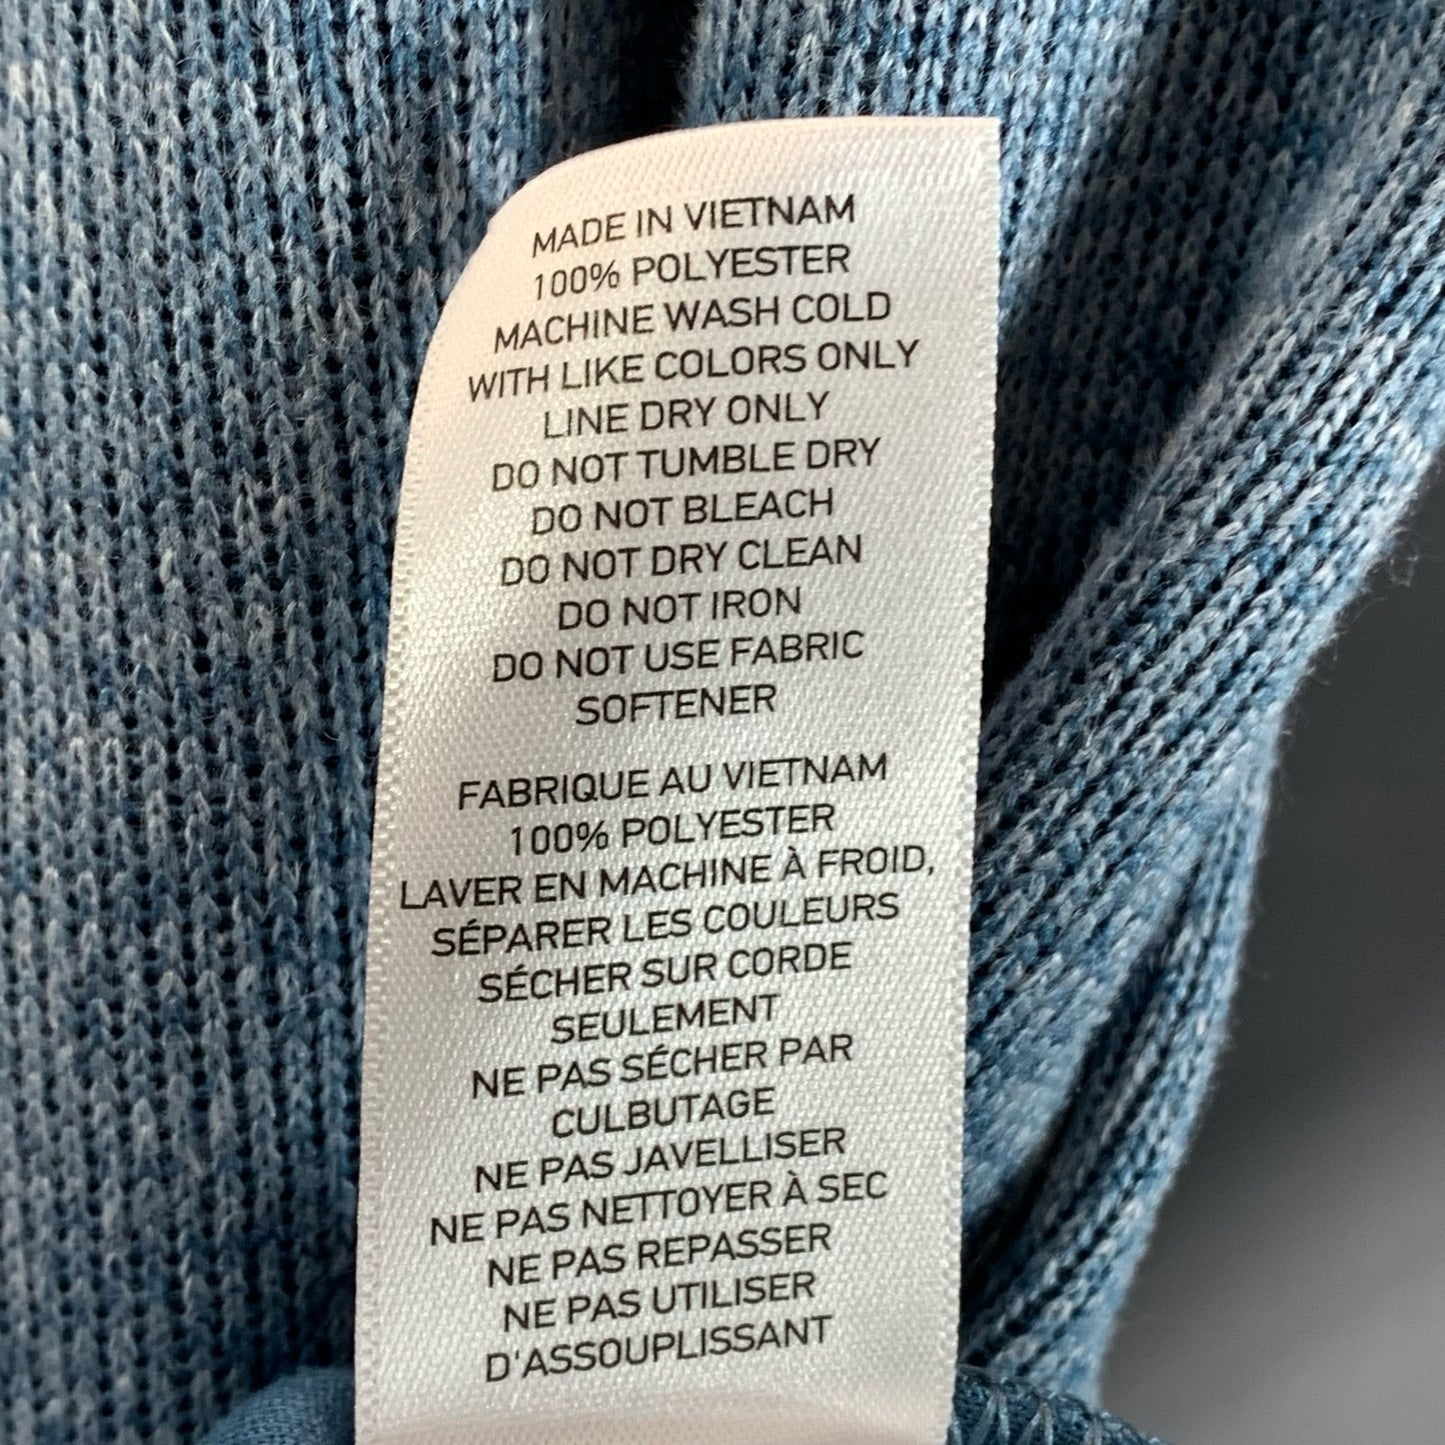 MADE IN VIETNAM
100% POLYESTER
MACHINE WASH COLD
WITH LIKE COLORS ONLY
LINE DRY ONLY
DO NOT TUMBLE DRY
DO NOT BLEACH
DO NOT DRY CLEAN
DO NOT IRON
DO NOT USE FABRIC
SOFTENER
FABRIQUE AU VIETNAM
100% POLYESTER
LAVER EN MACHINE À FROID,
SÉPARER LES COULEURS
SÉCHER SUR CORDE
SEULEMENT
NE PAS SÉCHER PAR
CULBUTAGE
NE PAS JAVELLISER
NE PAS NETTOYER À SEC
NE PAS REPASSER
NE PAS UTILISER
D'ASSOUPLISSANT